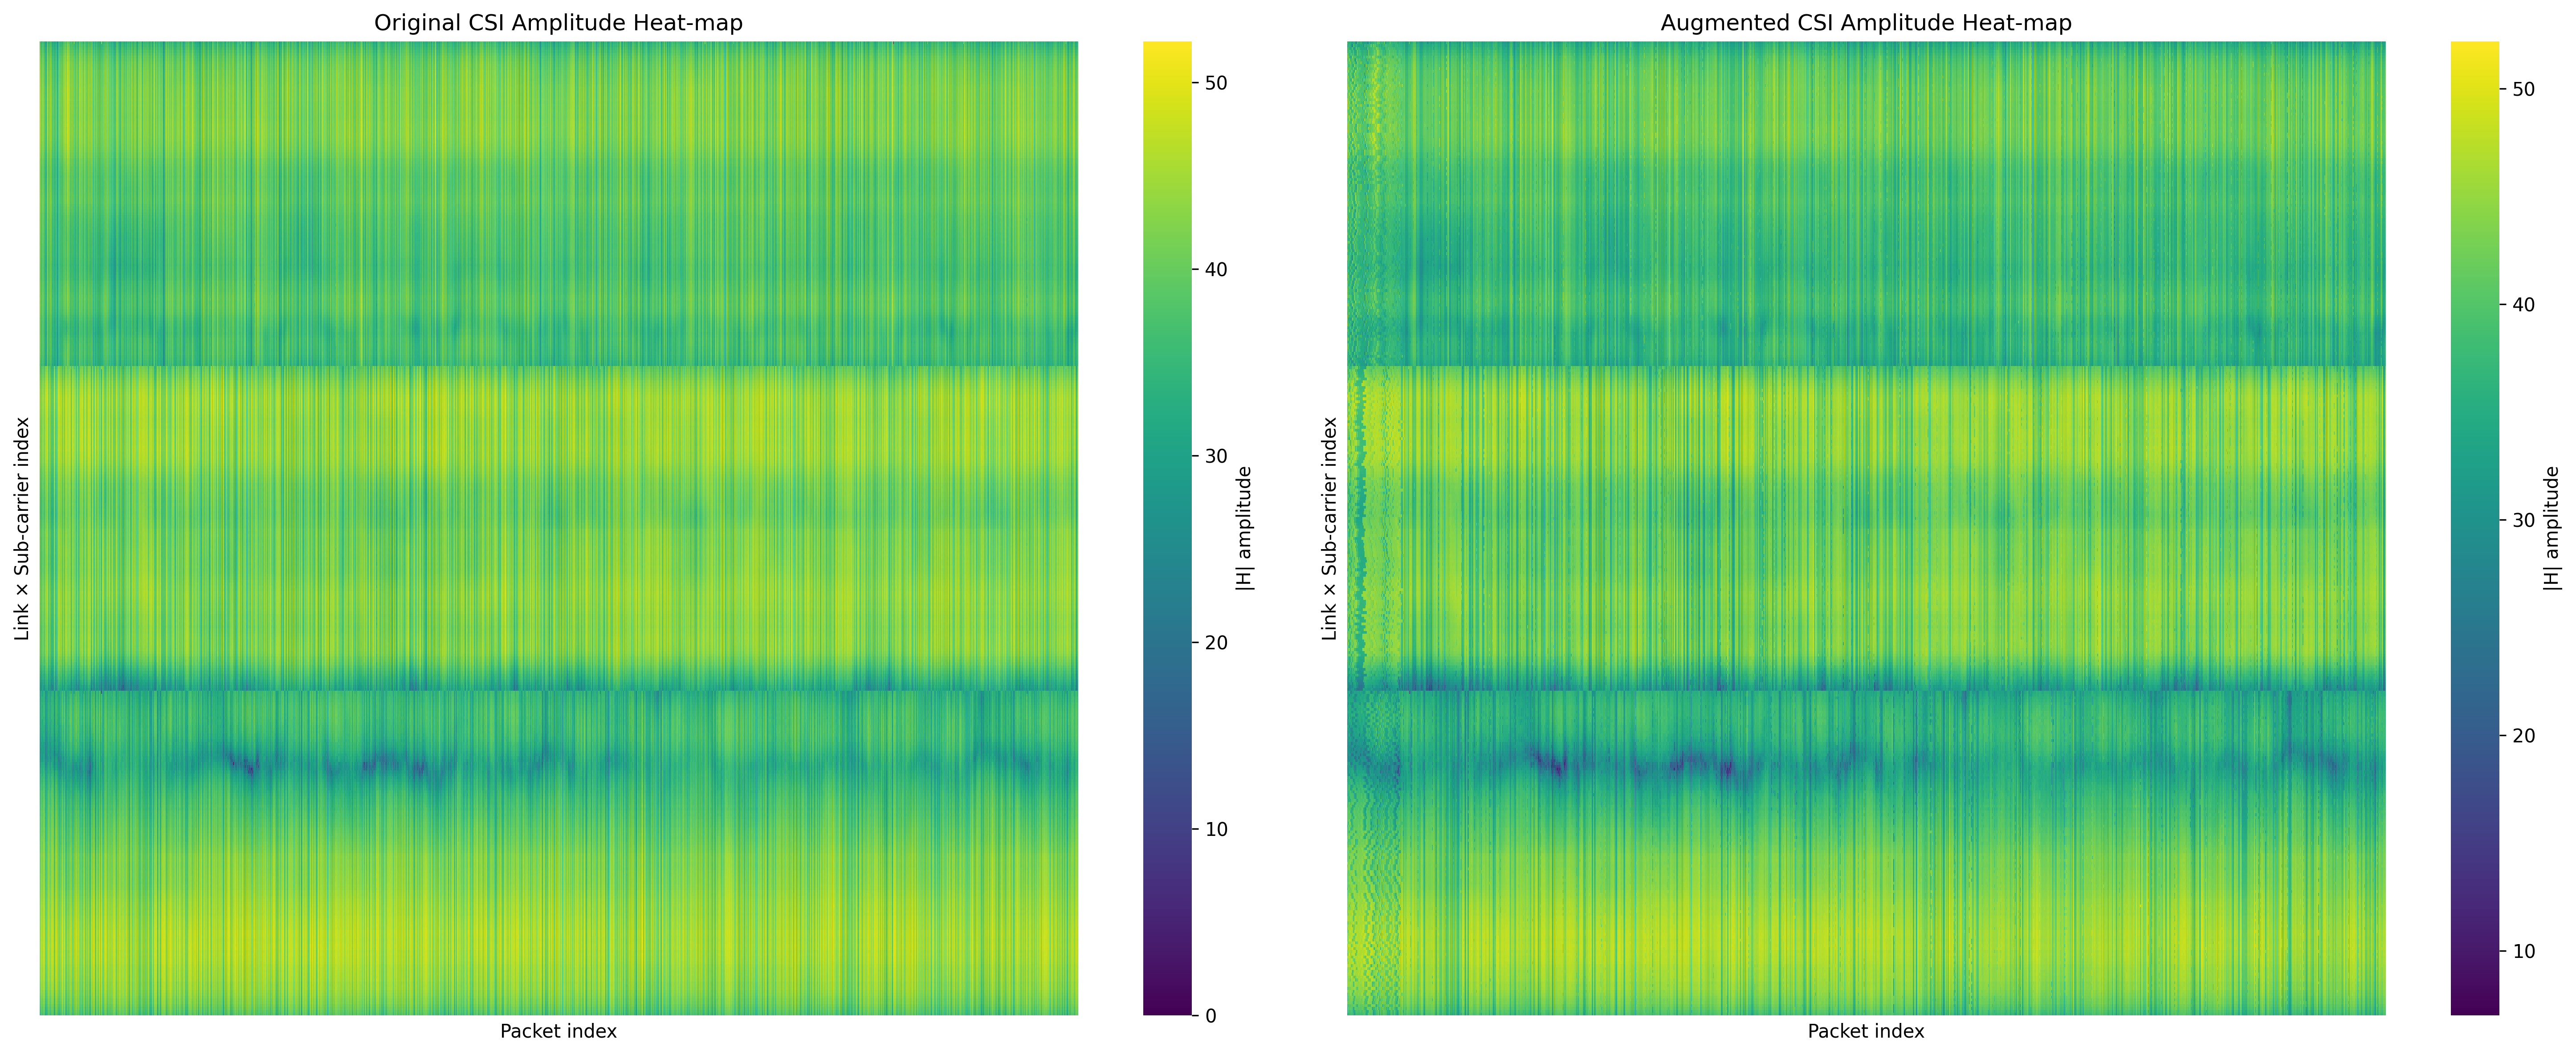 Original CSI Amplitude Heat-map
Link × Sub-carrier index
Packet index
50
40
30
20
10
0
|H| amplitude
Augmented CSI Amplitude Heat-map
Link × Sub-carrier index
Packet index
50
40
30
20
10
|H| amplitude